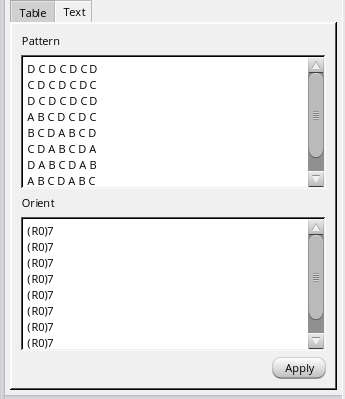 Table Text
Pattern
D C D C D C D
C D C D C D C
D C D C D C D
A B C D C D C
B C D A B C D
C D A B C D A
D A B C D A B
A B C D A B C
Orient
(R0)7
(R0)7
(R0)7
(R0)7
(R0)7
(R0)7
(R0)7
(R0)7
Apply